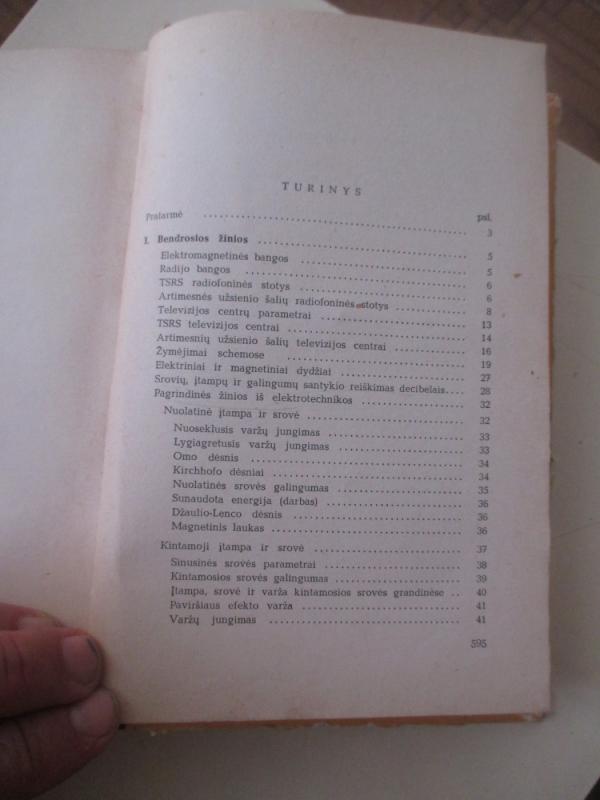 TURINYS
psl.
Pratarmė ........ 3
I. Bendrosios žinios ........ 5
Elektromagnetinės bangos ........ 5
Radijo bangos ........ 6
TSRS radiofoninės stotys ........ 6
Artimesnės užsienio šalių radiofoninės stotys ........ 8
Televizijos centrų parametrai ........ 13
TSRS televizijos centrai ........ 14
Artimesnių užsienio šalių televizijos centrai ........ 16
Žymėjimai schemose ........ 19
Elektriniai ir magnetiniai dydžiai ........ 27
Srovių, įtampų ir galingumų santykio reiškimas decibelais.... 28
Pagrindinės žinios iš elektrotechnikos ........ 32
Nuolatinė įtampa ir srovė ........ 32
Nuoseklusis varžų jungimas ........ 33
Lygiagretusis varžų jungimas ........ 33
Omo dėsnis ........ 34
Kirchhofo dėsniai ........ 34
Nuolatinės srovės galingumas ........ 35
Sunaudota energija (darbas) ........ 36
Džaulio-Lenco dėsnis ........ 36
Magnetinis laukas ........ 36
Kintamoji įtampa ir srovė ........ 37
Sinusinės srovės parametrai ........ 38
Kintamosios srovės galingumas ........ 39
Įtampa, srovė ir varža kintamosios srovės grandinėse .. 40
Paviršiaus efekto varža ........ 41
Varžų jungimas ........ 41
595